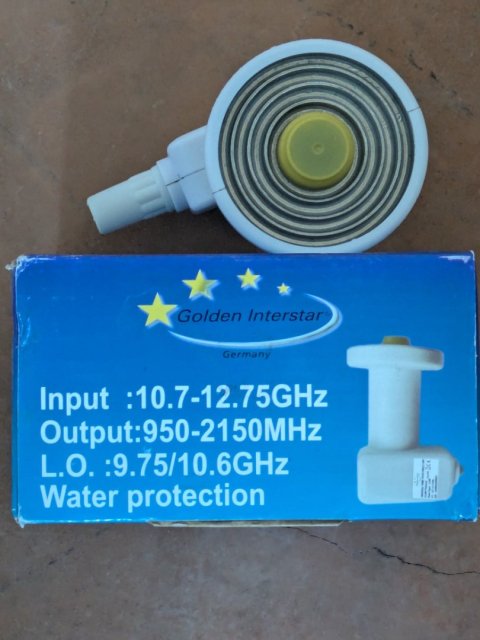 Golden Interstar
Germany
Input :10.7-12.75GHz
Output:950-2150MHz
L.O. :9.75/10.6GHz
Water protection